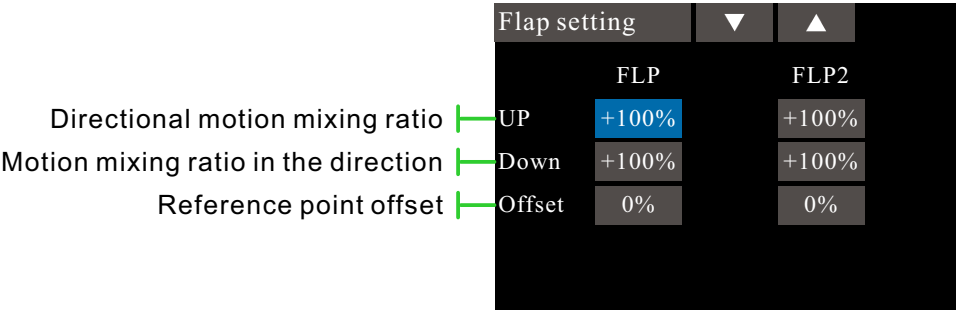 Flap setting ▼ ▲
FLP FLP2
Directional motion mixing ratio UP +100% +100%
Motion mixing ratio in the direction Down +100% +100%
Reference point offset Offset 0% 0%